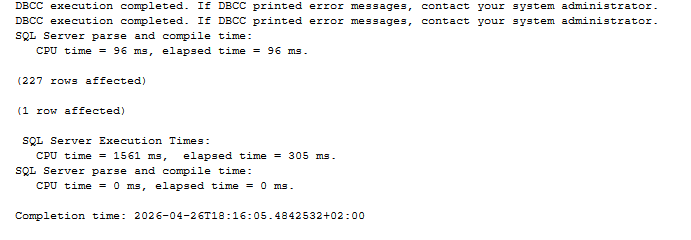 DBCC execution completed. If DBCC printed error messages, contact your system administrator.
DBCC execution completed. If DBCC printed error messages, contact your system administrator.
SQL Server parse and compile time:
CPU time = 96 ms, elapsed time = 96 ms.
(227 rows affected)
(1 row affected)
SQL Server Execution Times:
CPU time = 1561 ms,  elapsed time = 305 ms.
SQL Server parse and compile time:
CPU time = 0 ms, elapsed time = 0 ms.
Completion time: 2026-04-26T18:16:05.4842532+02:00